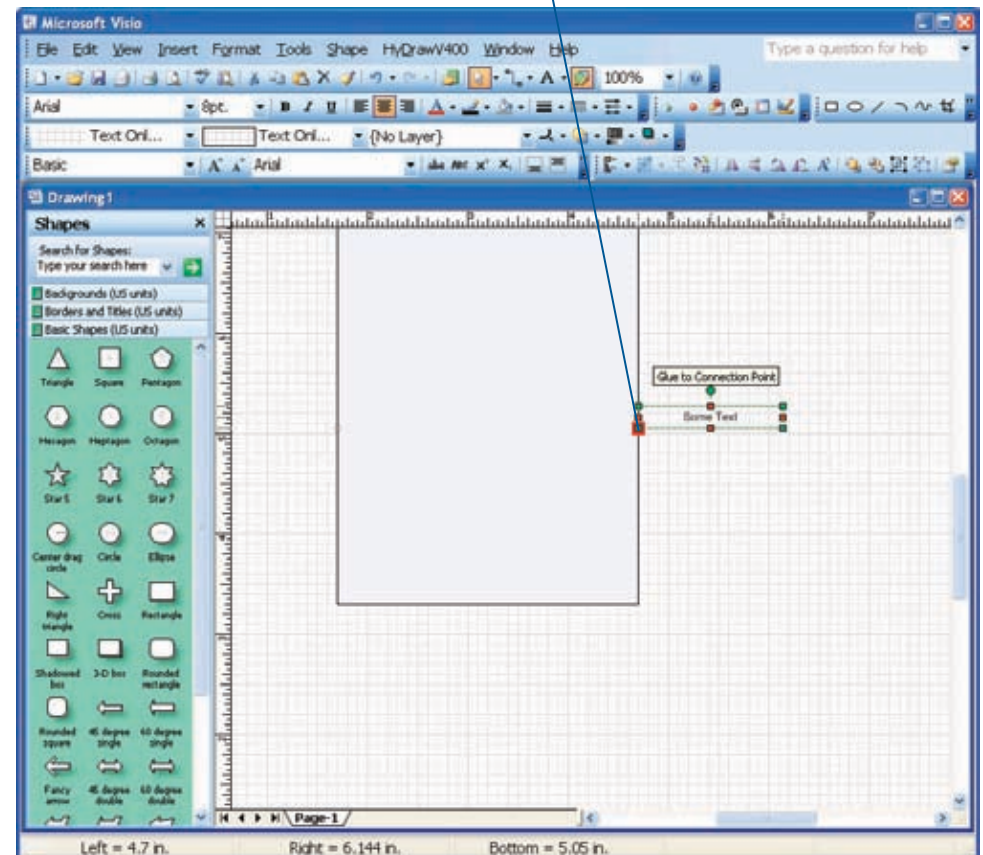 Microsoft Visio
File Edit View Insert Format Tools Shape HyDrawV400 Window Help Type a question for help
100%
Arial 8pt. B I U
Text Onl... Text Onl... {No Layer}
Basic Arial
Drawing1
Shapes
Search for Shapes:
Type your search here
Backgrounds (US units)
Borders and Titles (US units)
Basic Shapes (US units)
Triangle Square Pentagon
Hexagon Heptagon Octagon
Star 5 Star 6 Star 7
Center drag circle Circle Ellipse
Right triangle Cross Rectangle
Shadowed box 3-D box Rounded rectangle
Rounded square 45 degree single 60 degree single
Fancy arrow 45 degree double 60 degree double
Glue to Connection Point
Some Text
Page-1
Left = 4.7 in. Right = 6.144 in. Bottom = 5.05 in.